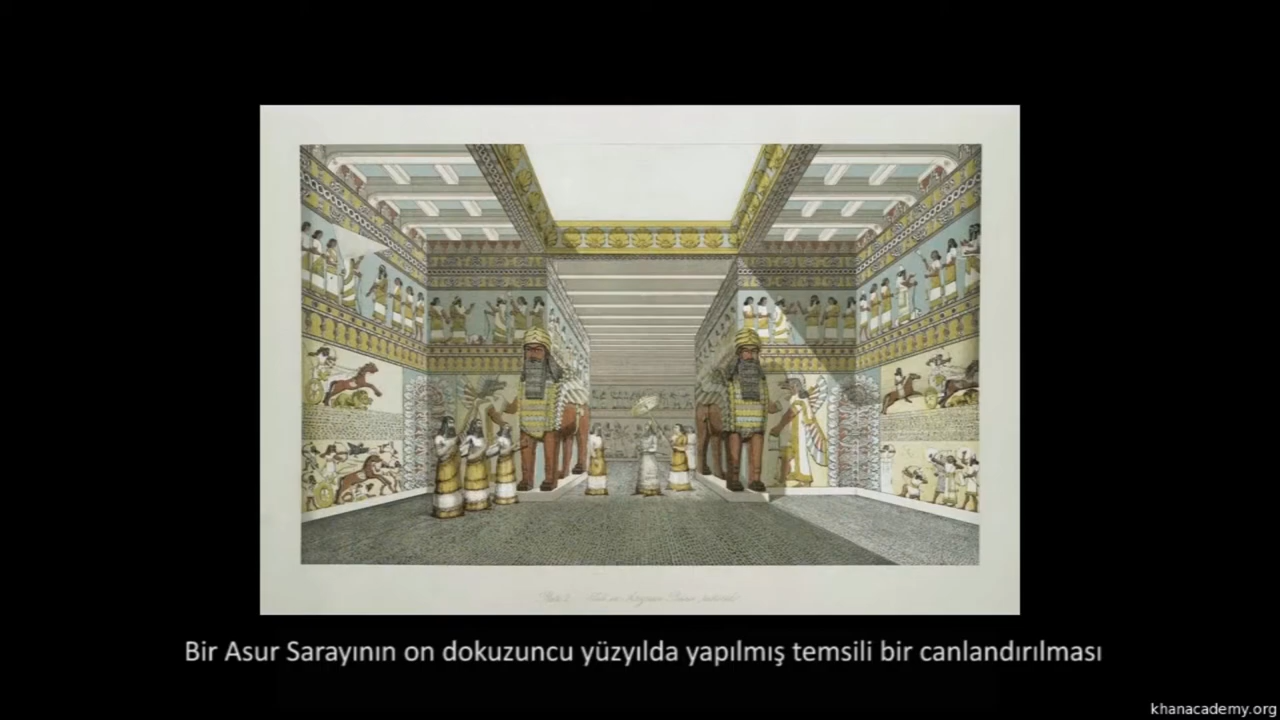 Bir Asur Sarayının on dokuzuncu yüzyılda yapılmış temsili bir canlandırılması
khanacademy.org